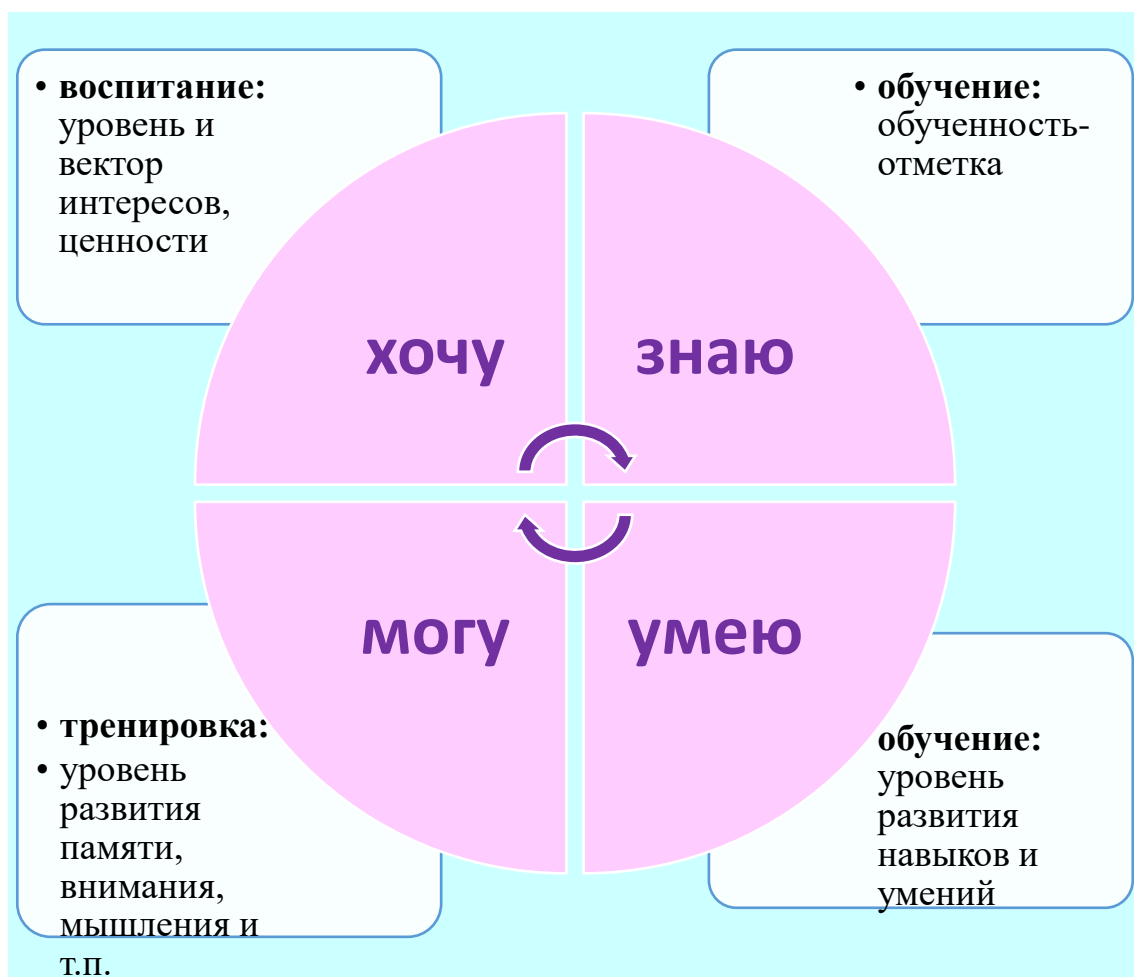 • воспитание:
уровень и
вектор
интересов,
ценности
• обучение:
обученность-
отметка
хочу
знаю
могу
умею
• тренировка:
• уровень
развития
памяти,
внимания,
мышления и
т.п.
обучение:
уровень
развития
навыков и
умений